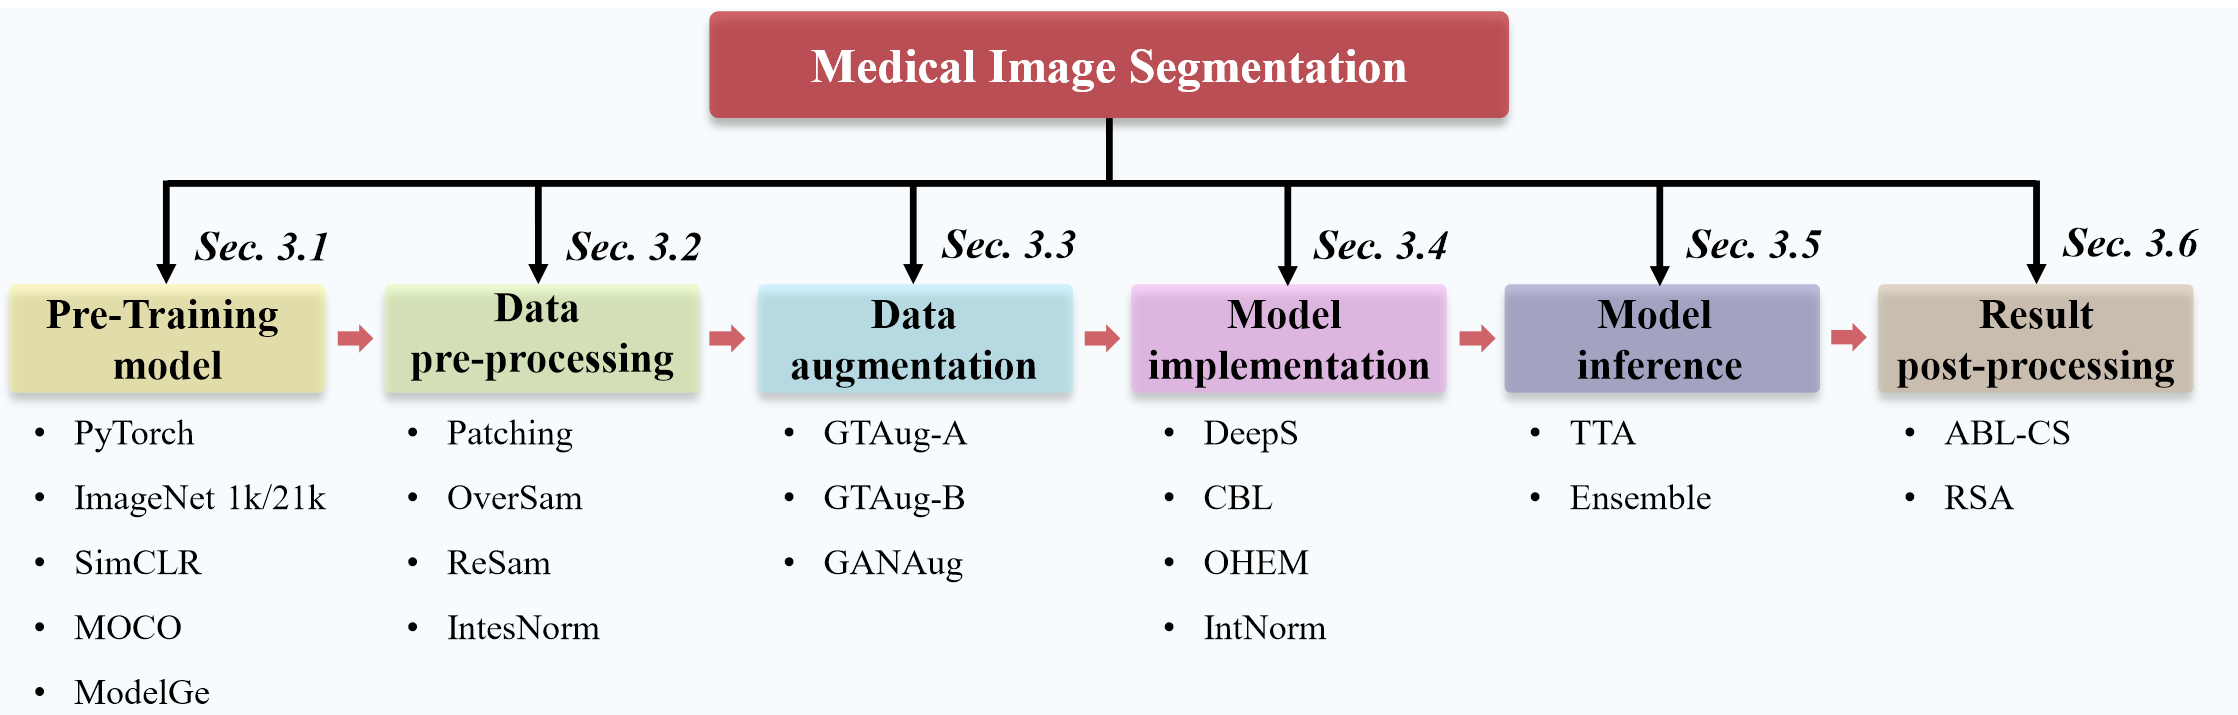 Medical Image Segmentation
Sec. 3.1
Sec. 3.2
Sec. 3.3
Sec. 3.4
Sec. 3.5
Sec. 3.6
Pre-Training
model
Data
pre-processing
Data
augmentation
Model
implementation
Model
inference
Result
post-processing
• PyTorch
• ImageNet 1k/21k
• SimCLR
• MOCO
• ModelGe
• Patching
• OverSam
• ReSam
• IntesNorm
• GTAug-A
• GTAug-B
• GANAug
• DeepS
• CBL
• OHEM
• IntNorm
• TTA
• Ensemble
• ABL-CS
• RSA